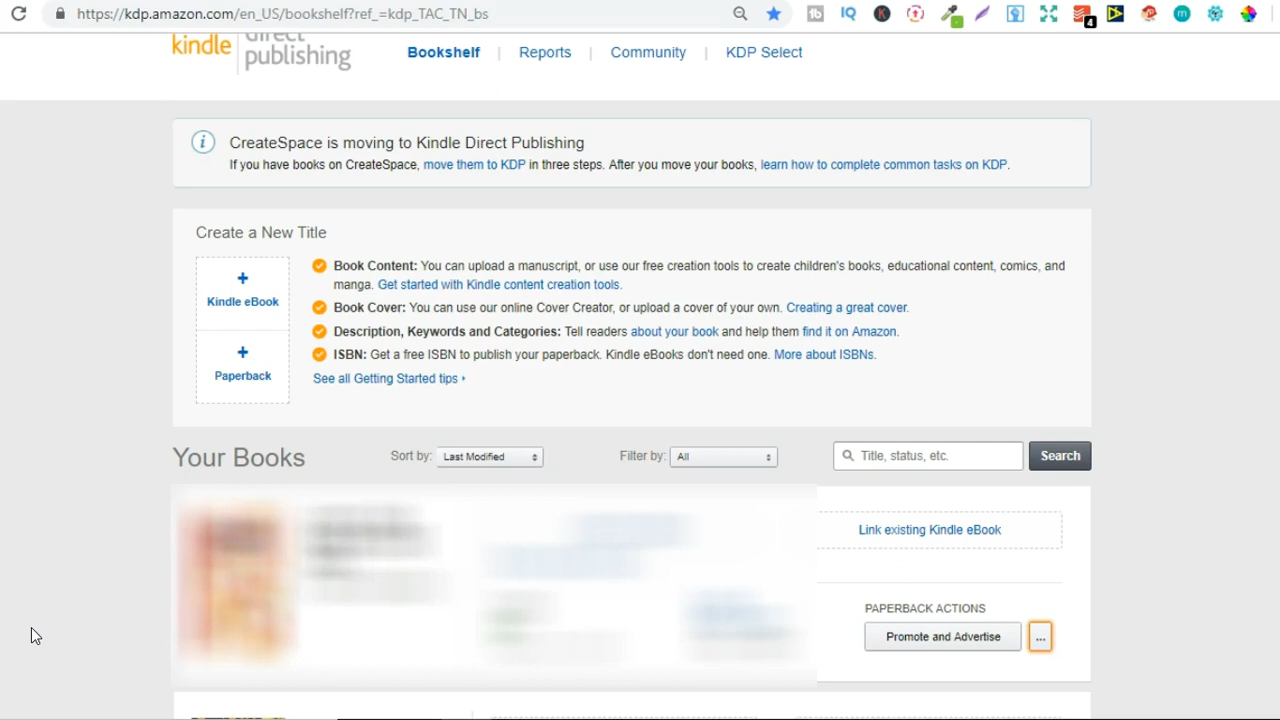 https://kdp.amazon.com/en_US/bookshelf?ref_=kdp_TAC_TN_bs
4
kindle direct publishing
Bookshelf | Reports | Community | KDP Select
CreateSpace is moving to Kindle Direct Publishing
If you have books on CreateSpace, move them to KDP in three steps. After you move your books, learn how to complete common tasks on KDP.
Create a New Title
+
Kindle eBook
+
Paperback
Book Content: You can upload a manuscript, or use our free creation tools to create children's books, educational content, comics, and
manga. Get started with Kindle content creation tools.
Book Cover: You can use our online Cover Creator, or upload a cover of your own. Creating a great cover.
Description, Keywords and Categories: Tell readers about your book and help them find it on Amazon.
ISBN: Get a free ISBN to publish your paperback. Kindle eBooks don't need one. More about ISBNs.
See all Getting Started tips
Your Books
Sort by: Last Modified
Filter by: All
Title, status, etc.
Search
Link existing Kindle eBook
PAPERBACK ACTIONS
Promote and Advertise
...